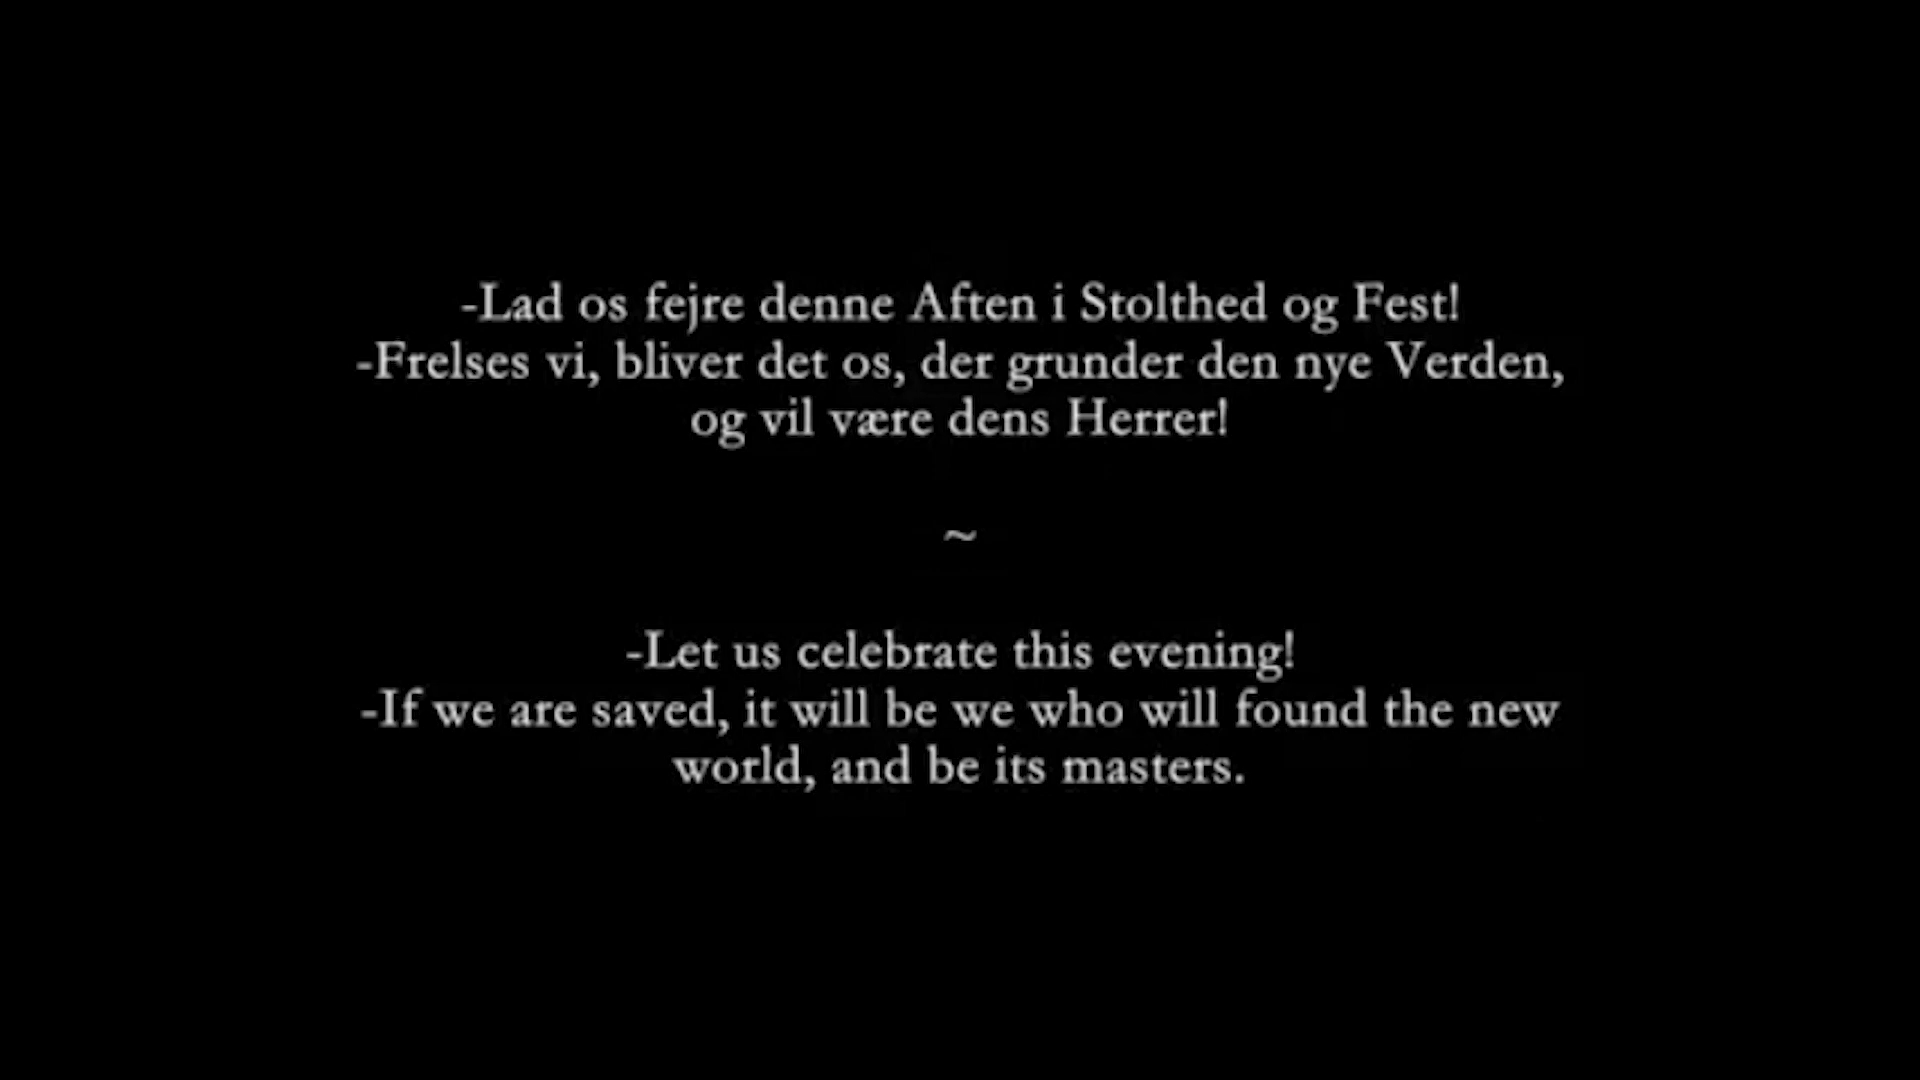 -Lad os fejre denne Aften i Stolthed og Fest!
-Frelses vi, bliver det os, der grunder den nye Verden,
og vil være dens Herrer!
~
-Let us celebrate this evening!
-If we are saved, it will be we who will found the new
world, and be its masters.